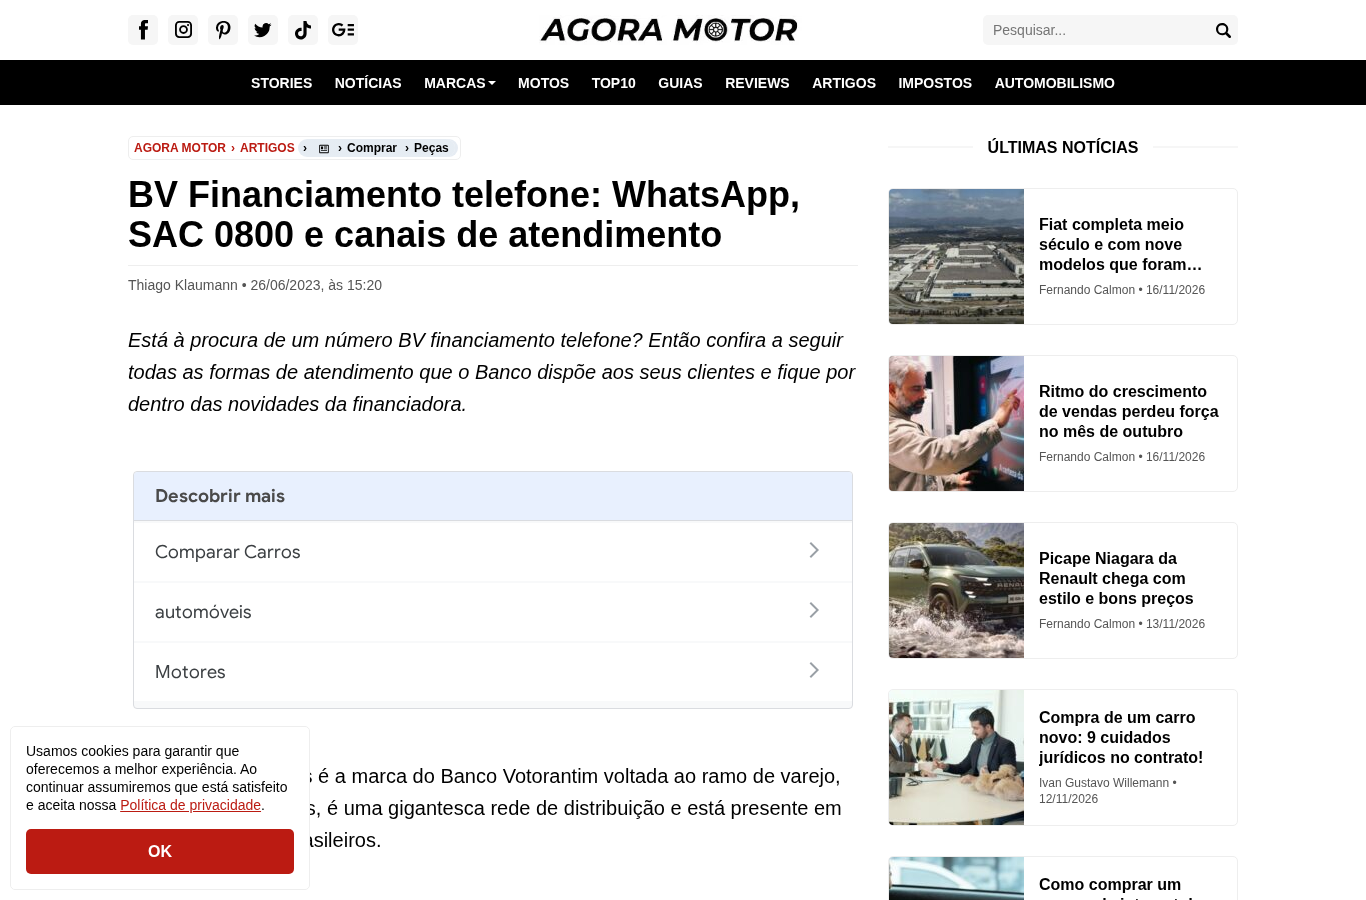 AGORA MOTOR
Pesquisar...
STORIES NOTÍCIAS MARCAS MOTOS TOP10 GUIAS REVIEWS ARTIGOS IMPOSTOS AUTOMOBILISMO
AGORA MOTOR › ARTIGOS › › Comprar › Peças
BV Financiamento telefone: WhatsApp,
SAC 0800 e canais de atendimento
Thiago Klaumann • 26/06/2023, às 15:20
Está à procura de um número BV financiamento telefone? Então confira a seguir
todas as formas de atendimento que o Banco dispõe aos seus clientes e fique por
dentro das novidades da financiadora.
Descobrir mais
Comparar Carros
automóveis
Motores
é a marca do Banco Votorantim voltada ao ramo de varejo,
é uma gigantesca rede de distribuição e está presente em
Usamos cookies para garantir que
oferecemos a melhor experiência. Ao
continuar assumiremos que está satisfeito
e aceita nossa Política de privacidade.
OK
ÚLTIMAS NOTÍCIAS
Fiat completa meio
século e com nove
modelos que foram…
Fernando Calmon • 16/11/2026
Ritmo do crescimento
de vendas perdeu força
no mês de outubro
Fernando Calmon • 16/11/2026
Picape Niagara da
Renault chega com
estilo e bons preços
Fernando Calmon • 13/11/2026
Compra de um carro
novo: 9 cuidados
jurídicos no contrato!
Ivan Gustavo Willemann •
12/11/2026
Como comprar um